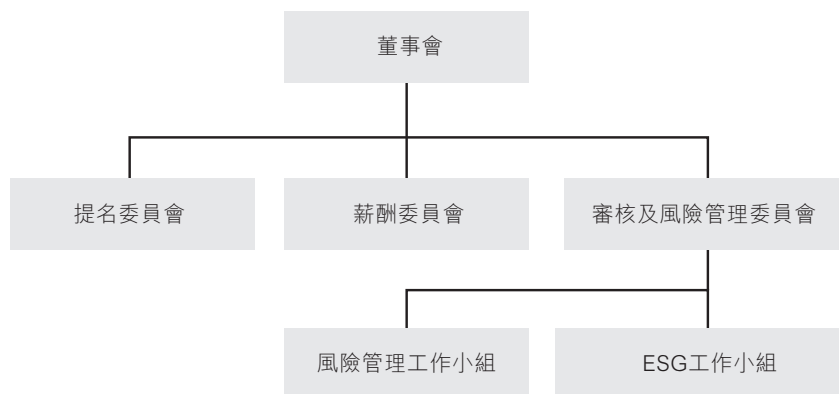 董事會
提名委員會
薪酬委員會
審核及風險管理委員會
風險管理工作小組
ESG工作小組